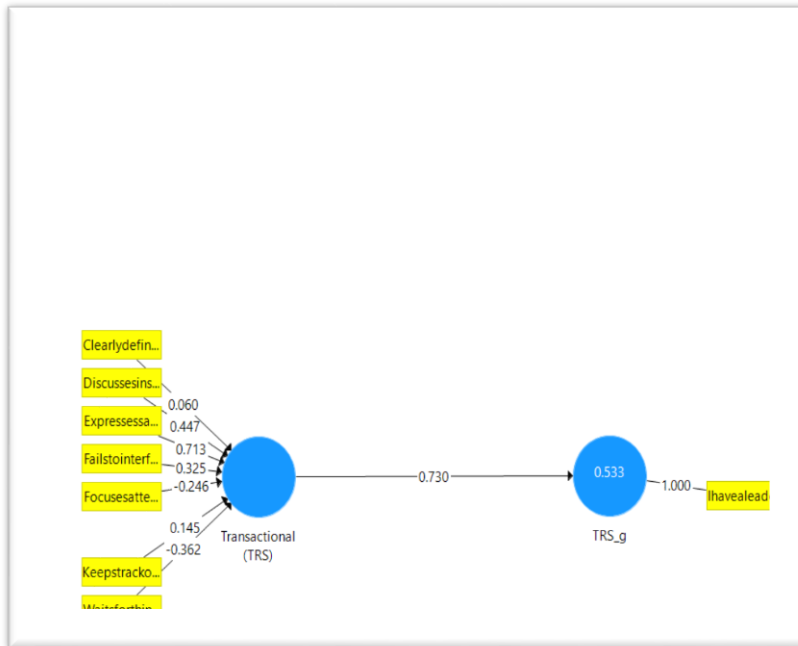 Clearlydefin...
Discussesins...
Expressessa...
Failstointerf...
Focusesatte...
Keepstracko...
Waitsforthin...
0.060
0.447
0.713
0.325
-0.246
0.145
-0.362
Transactional
(TRS)
0.730
0.533
TRS_g
1.000
Ihavealead